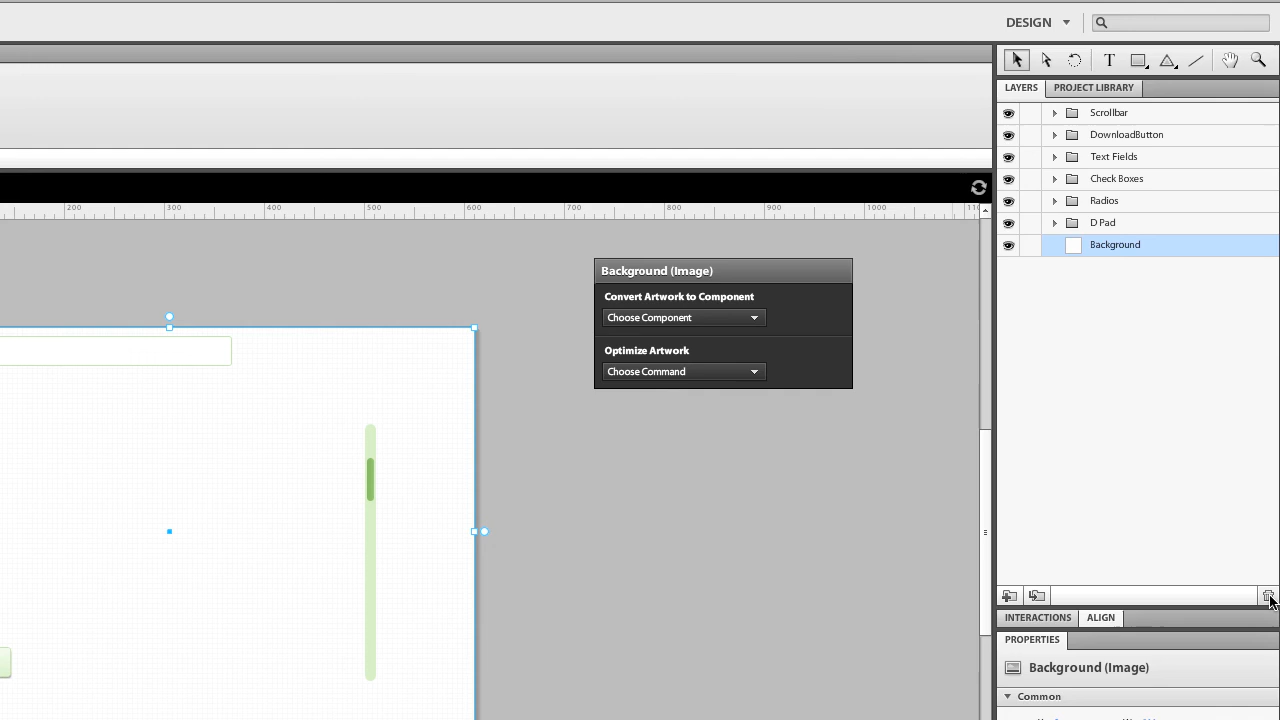 DESIGN
LAYERS PROJECT LIBRARY
Scrollbar
DownloadButton
Text Fields
Check Boxes
Radios
D Pad
Background
200 300 400 500 600 700 800 900 1000 110
Background (Image)
Convert Artwork to Component
Choose Component
Optimize Artwork
Choose Command
INTERACTIONS ALIGN
PROPERTIES
Background (Image)
Common